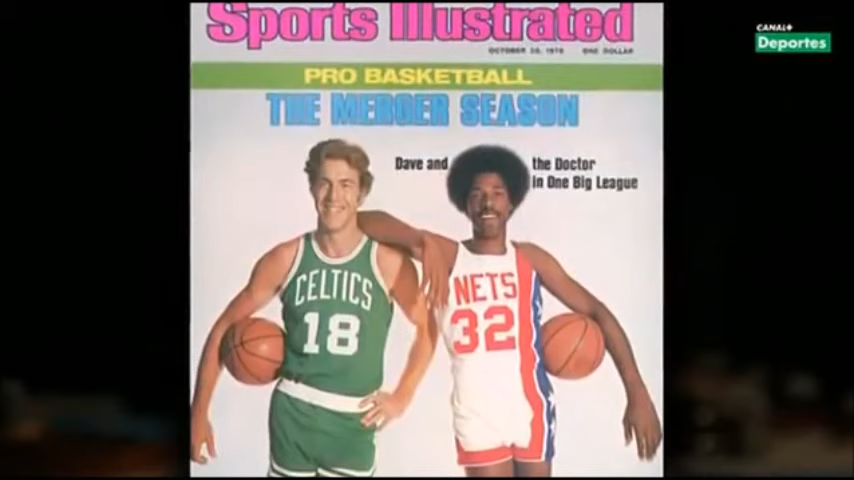 Sports Illustrated
CANAL+
Deportes
OCTOBER 25, 1976 ONE DOLLAR
PRO BASKETBALL
THE MERGER SEASON
Dave and the Doctor
in One Big League
CELTICS
18
NETS
32